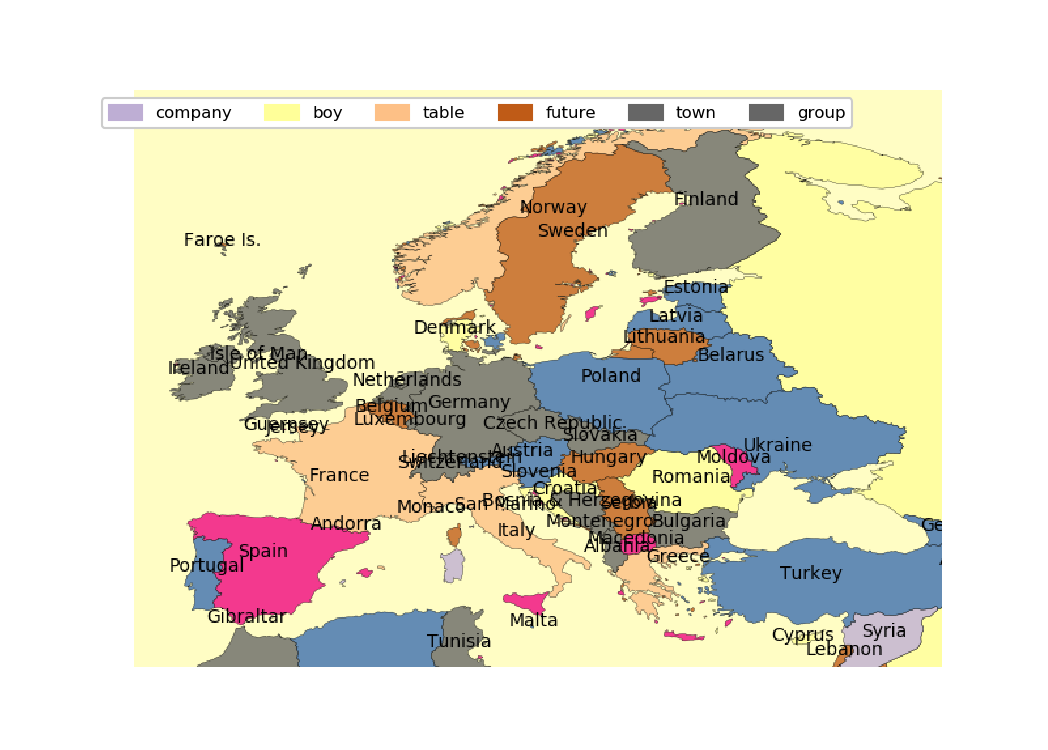 company boy table future town group
Norway
Finland
Sweden
Faroe Is.
Estonia
Latvia
Denmark
Lithuania
Isle of Man
Belarus
Ireland
United Kingdom
Netherlands
Poland
Germany
Belgium
Luxembourg
Guernsey
Jersey
Czech Republic
Slovakia
Ukraine
Austria
Liechtenstein
Switzerland
Hungary
Moldova
Slovenia
France
Romania
Croatia
Bosnia & Herzegovina
Serbia
Monaco
San Marino
Andorra
Montenegro
Bulgaria
Italy
Macedonia
Albania
Ge
Spain
Greece
Portugal
Turkey
Gibraltar
Malta
Tunisia
Cyprus
Syria
Lebanon